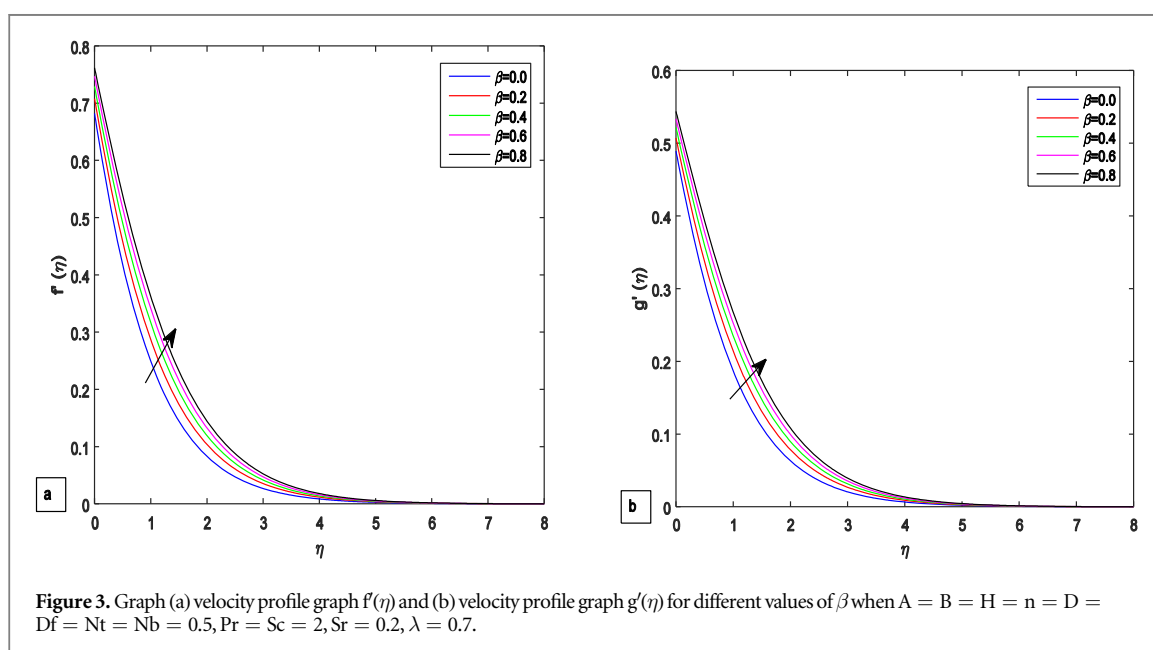 0.8
0.7
0.6
0.5
0.4
0.3
0.2
0.1
0
f' (η)
β=0.0
β=0.2
β=0.4
β=0.6
β=0.8
a
0 1 2 3 4 5 6 7 8
η
0.6
0.5
0.4
0.3
0.2
0.1
0
g' (η)
β=0.0
β=0.2
β=0.4
β=0.6
β=0.8
b
0 1 2 3 4 5 6 7 8
η
Figure 3. Graph (a) velocity profile graph f′(η) and (b) velocity profile graph g′(η) for different values of β when A = B = H = n = D =
Df = Nt = Nb = 0.5, Pr = Sc = 2, Sr = 0.2, λ = 0.7.